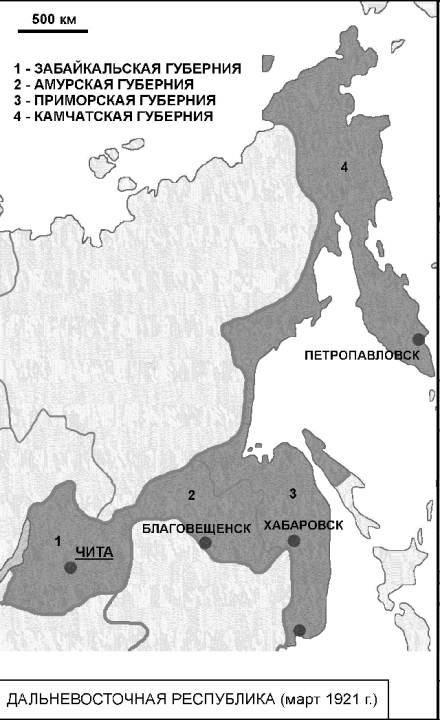 500 км
1 - ЗАБАЙКАЛЬСКАЯ ГУБЕРНИЯ
2 - АМУРСКАЯ ГУБЕРНИЯ
3 - ПРИМОРСКАЯ ГУБЕРНИЯ
4 - КАМЧАТСКАЯ ГУБЕРНИЯ
4
ПЕТРОПАВЛОВСК
2
3
БЛАГОВЕЩЕНСК
ХАБАРОВСК
1
ЧИТА
ДАЛЬНЕВОСТОЧНАЯ РЕСПУБЛИКА (март 1921 г.)